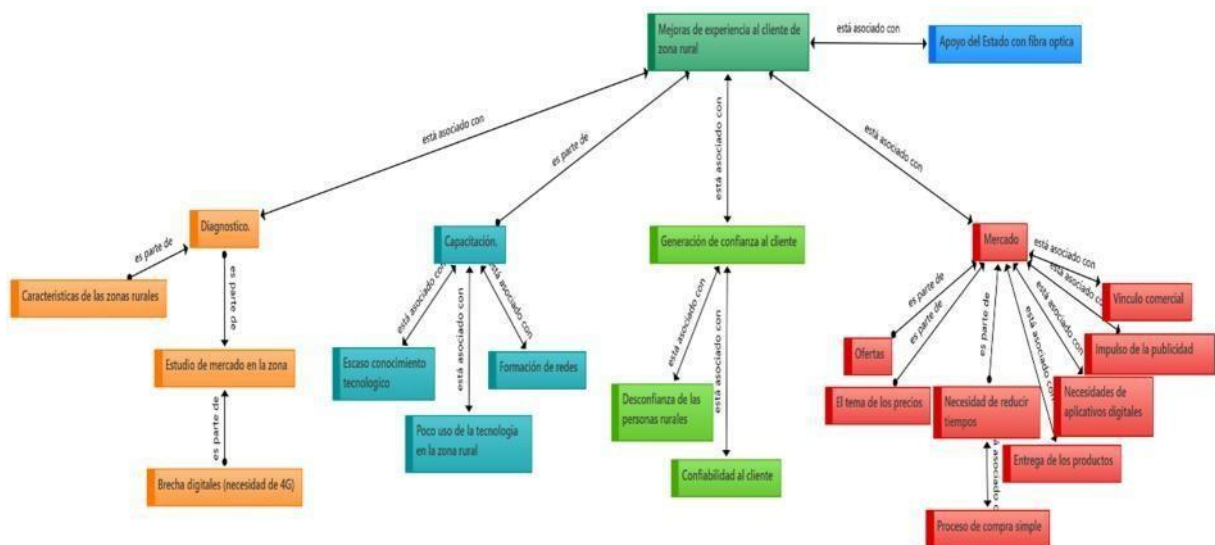 Mejoras de experiencia al cliente de
zona rural
está asociado con
Apoyo del Estado con fibra optica
está asociado con
es parte de
está asociado con
está asociado con
Diagnostico.
Capacitación.
Generación de confianza al cliente
Mercado
es parte de
Caracteristicas de las zonas rurales
es parte de
Estudio de mercado en la zona
es parte de
Brecha digitales (necesidad de 4G)
está asociado con
está asociado con
está asociado con
Escaso conocimiento
tecnologico
Formación de redes
Poco uso de la tecnologia
en la zona rural
está asociado con
está asociado con
Desconfianza de las
personas rurales
Confiabilidad al cliente
está asociado con
está asociado c
está asociado con
está asociado con
es parte de
es parte de
es parte de
Vinculo comercial
Impulso de la publicidad
Ofertas
El tema de los precios
Necesidad de reducir
tiempos
Necesidades de
aplicativos digitales
Entrega de los productos
á asociado c
Proceso de compra simple